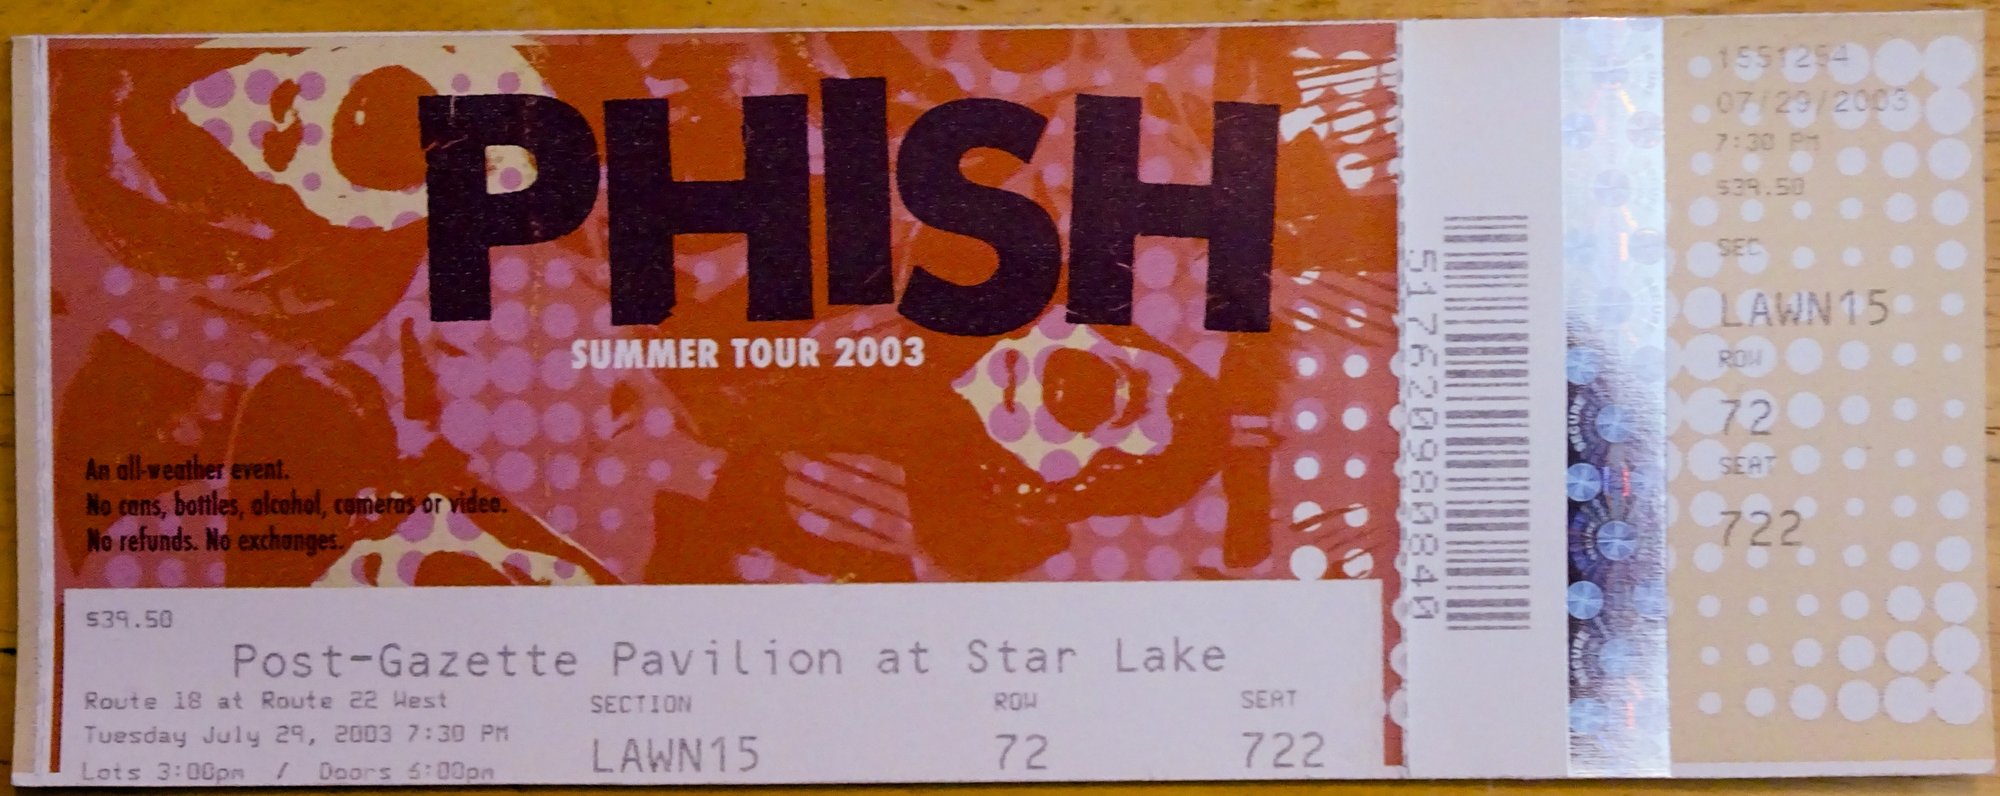 PHISH
SUMMER TOUR 2003
An all-weather event.
No cans, bottles, alcohol, cameras or video.
No refunds. No exchanges.
$39.50
Post-Gazette Pavilion at Star Lake
Route 18 at Route 22 West
Tuesday July 29, 2003 7:30 PM
Lots 3:00pm / Doors 6:00pm
SECTION ROW SEAT
LAWN15 72 722
517620980840
SECURE
SECURE
1551254
07/29/2003
7:30 PM
$39.50
SEC
LAWN15
ROW
72
SEAT
722